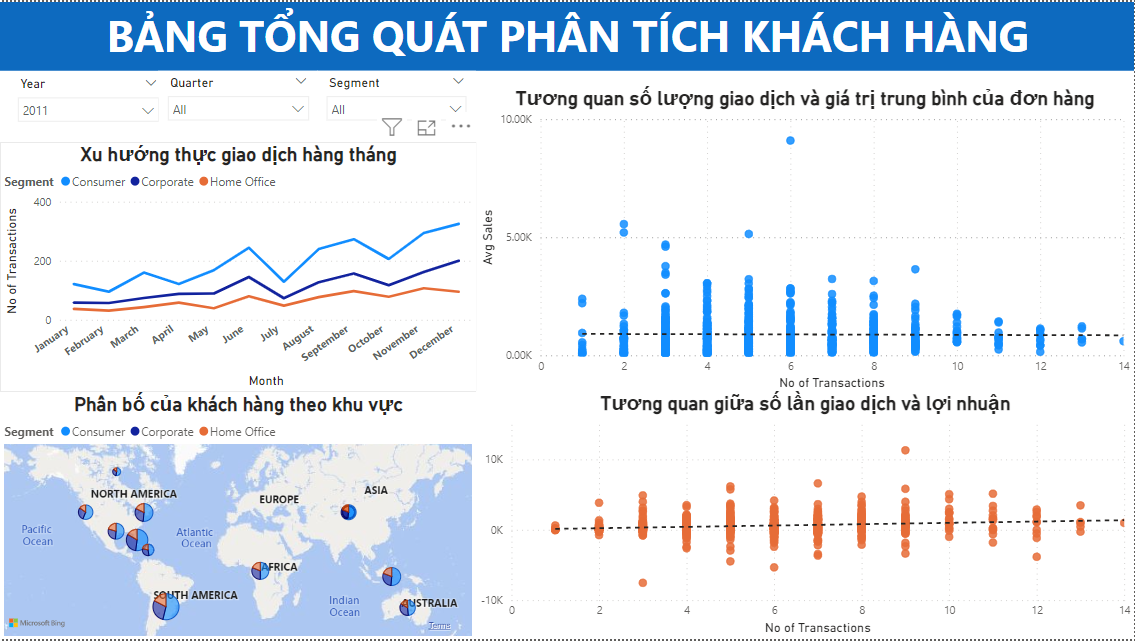 BẢNG TỔNG QUÁT PHÂN TÍCH KHÁCH HÀNG
Year
2011
Quarter
All
Segment
All
Xu hướng thực giao dịch hàng tháng
Segment Consumer Corporate Home Office
No of Transactions
400
200
0
January February March April May June July August September October November December
Month
Phân bố của khách hàng theo khu vực
Segment Consumer Corporate Home Office
NORTH AMERICA
EUROPE
ASIA
Pacific
Ocean
Atlantic
Ocean
AFRICA
SOUTH AMERICA
Indian
Ocean
AUSTRALIA
Microsoft Bing
Terms
Tương quan số lượng giao dịch và giá trị trung bình của đơn hàng
Avg Sales
10.00K
5.00K
0.00K
0 2 4 6 8 10 12 14
No of Transactions
Tương quan giữa số lần giao dịch và lợi nhuận
10K
0K
-10K
0 2 4 6 8 10 12 14
No of Transactions